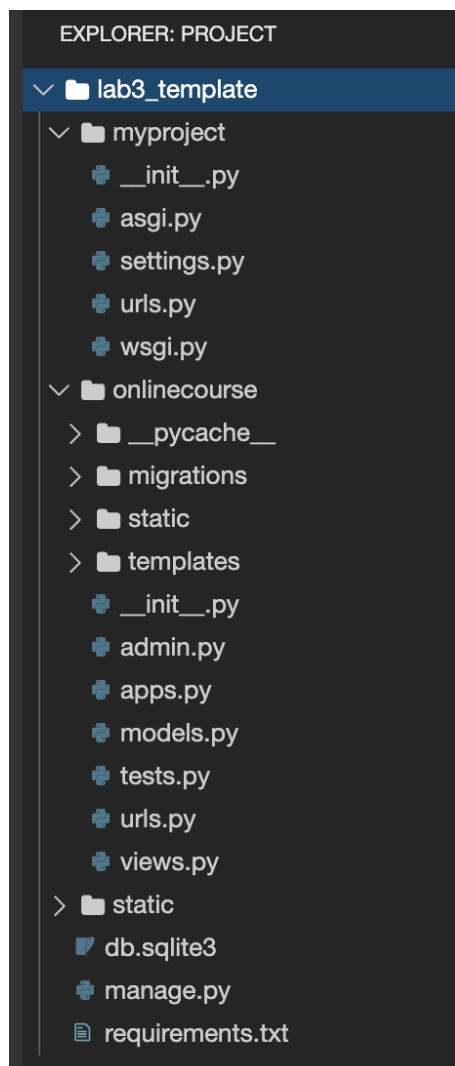 EXPLORER: PROJECT
lab3_template
myproject
__init__.py
asgi.py
settings.py
urls.py
wsgi.py
onlinecourse
__pycache__
migrations
static
templates
__init__.py
admin.py
apps.py
models.py
tests.py
urls.py
views.py
static
db.sqlite3
manage.py
requirements.txt